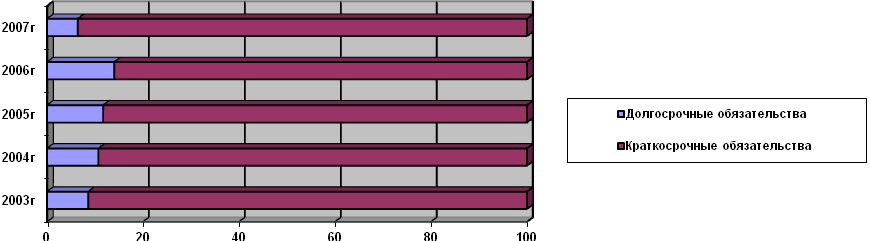 2007г
2006г
2005г
2004г
2003г
0 20 40 60 80 100
Долгосрочные обязательства
Краткосрочные обязательства